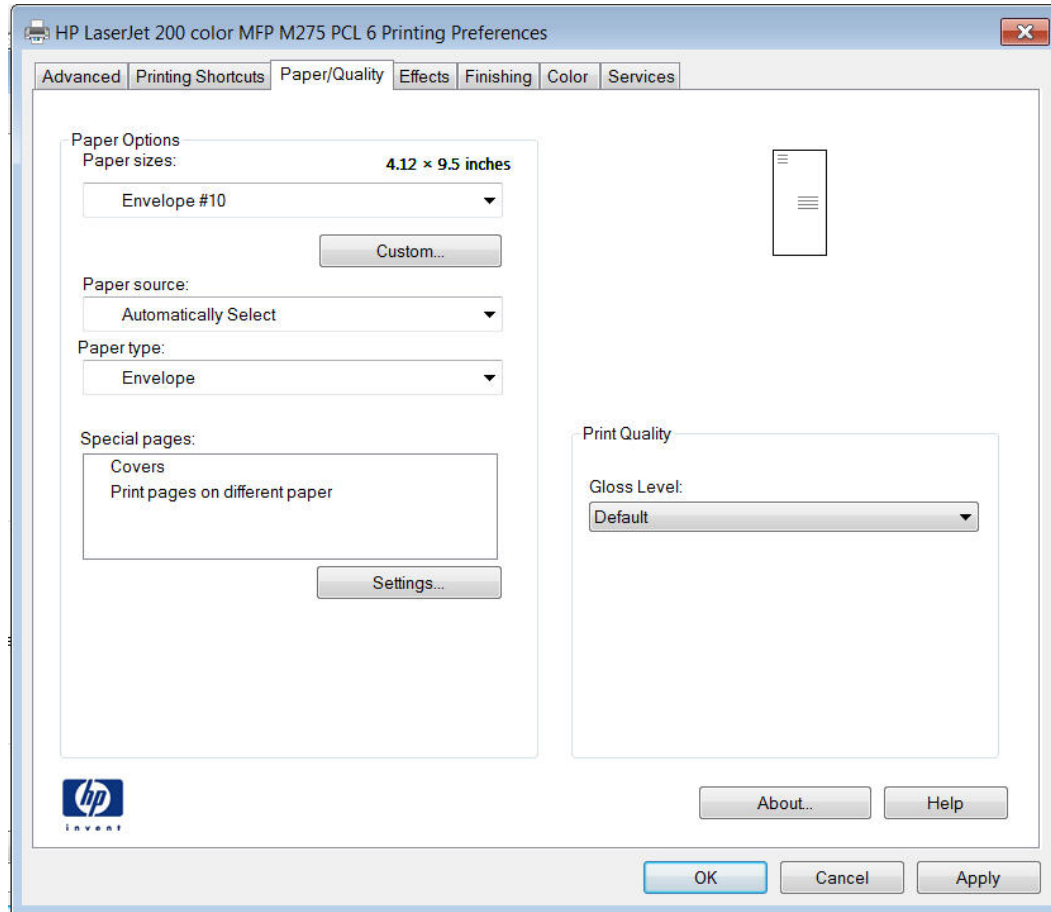 HP LaserJet 200 color MFP M275 PCL 6 Printing Preferences
Advanced Printing Shortcuts Paper/Quality Effects Finishing Color Services
Paper Options
Paper sizes: 4.12 × 9.5 inches
Envelope #10
Custom...
Paper source:
Automatically Select
Paper type:
Envelope
Special pages:
Covers
Print pages on different paper
Settings...
Print Quality
Gloss Level:
Default
hp
invent
About... Help
OK Cancel Apply